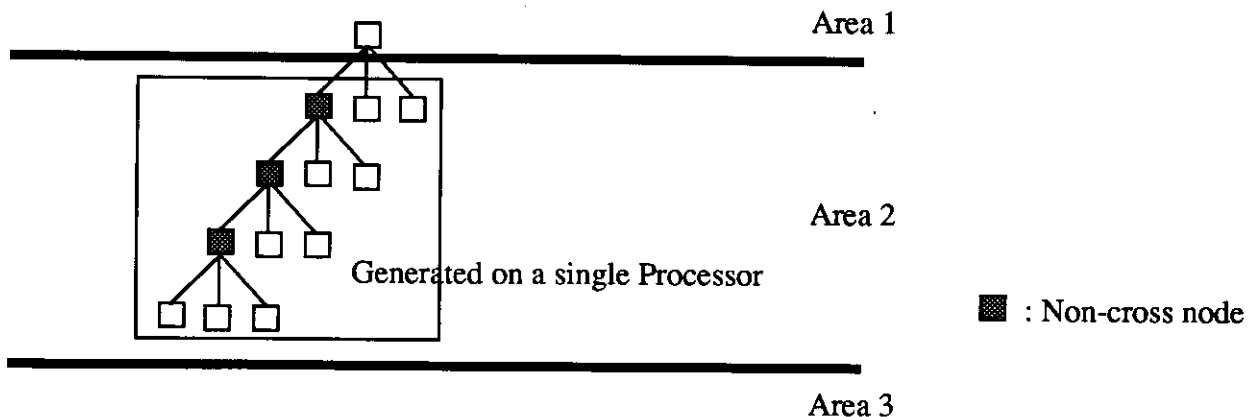 Area 1
Area 2
Generated on a single Processor
: Non-cross node
Area 3